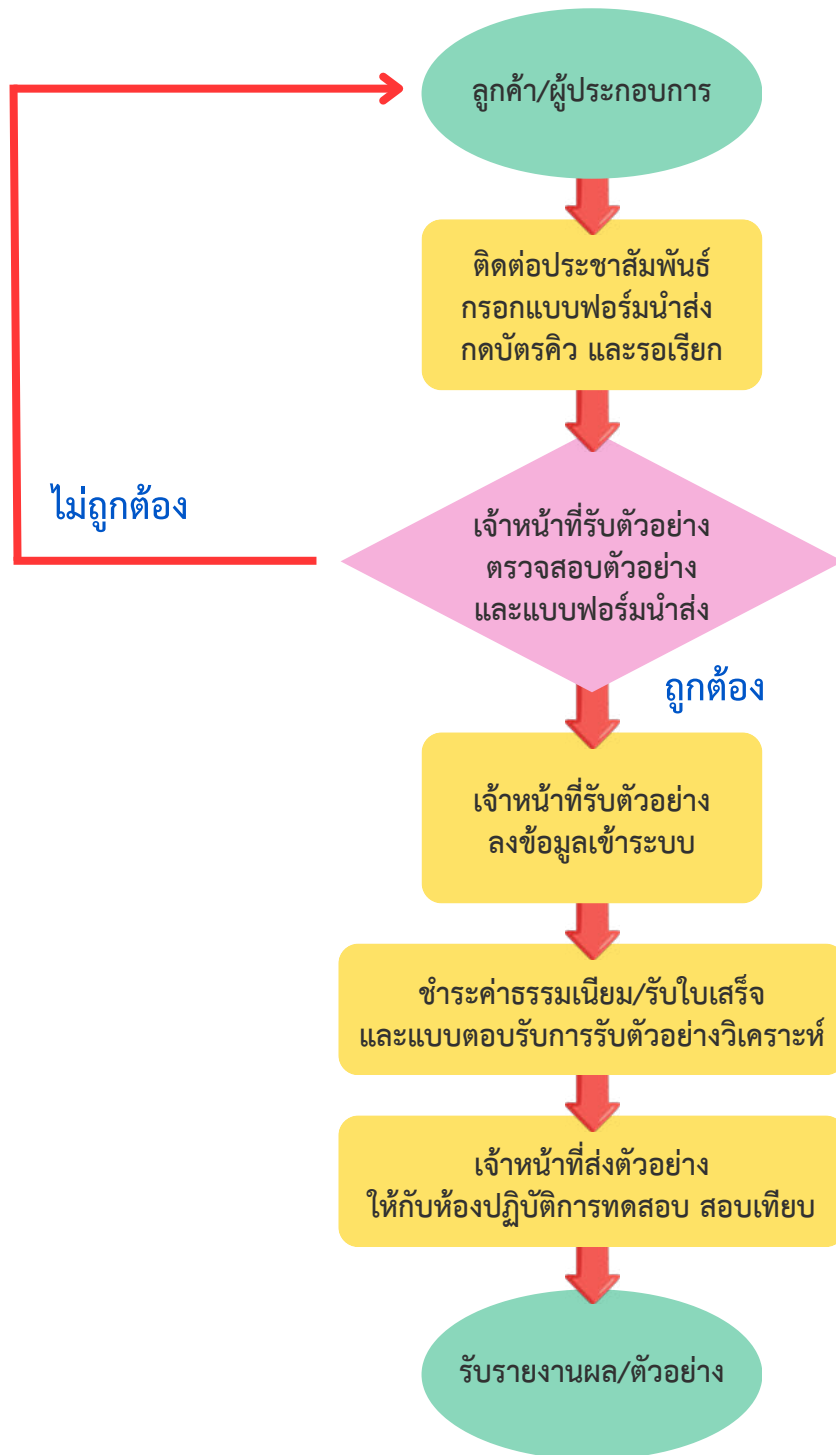 ลูกค้า/ผู้ประกอบการ
ติดต่อประชาสัมพันธ์
กรอกแบบฟอร์มนำส่ง
กดบัตรคิว และรอเรียก
ไม่ถูกต้อง
เจ้าหน้าที่รับตัวอย่าง
ตรวจสอบตัวอย่าง
และแบบฟอร์มนำส่ง
ถูกต้อง
เจ้าหน้าที่รับตัวอย่าง
ลงข้อมูลเข้าระบบ
ชำระค่าธรรมเนียม/รับใบเสร็จ
และแบบตอบรับการรับตัวอย่างวิเคราะห์
เจ้าหน้าที่ส่งตัวอย่าง
ให้กับห้องปฏิบัติการทดสอบ สอบเทียบ
รับรายงานผล/ตัวอย่าง